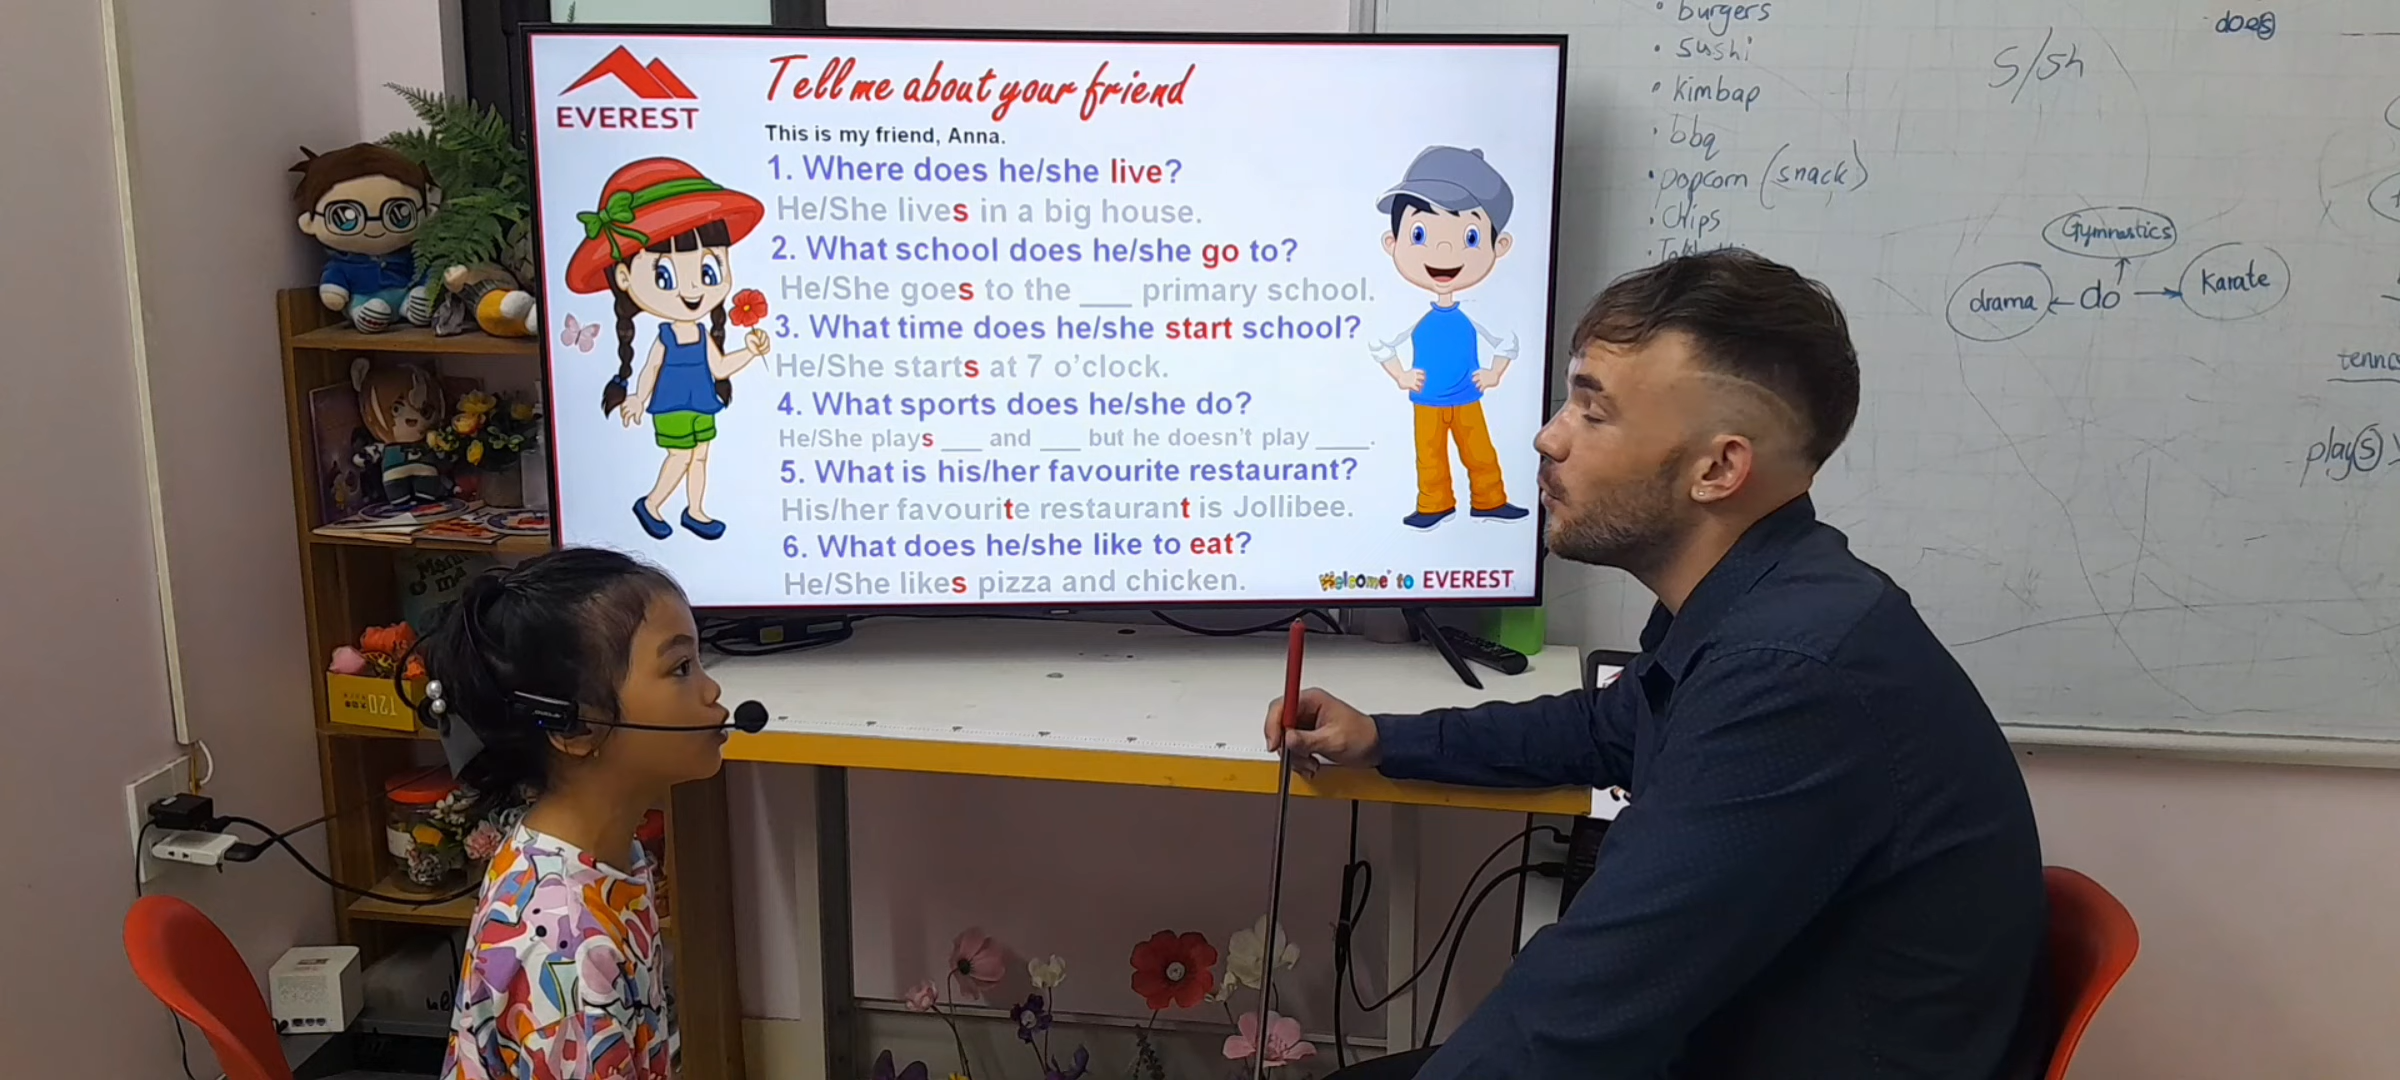 EVEREST
Tell me about your friend
This is my friend, Anna.
1. Where does he/she live?
He/She lives in a big house.
2. What school does he/she go to?
He/She goes to the ___ primary school.
3. What time does he/she start school?
He/She starts at 7 o'clock.
4. What sports does he/she do?
He/She plays ___ and ___ but he doesn't play ____.
5. What is his/her favourite restaurant?
His/her favourite restaurant is Jollibee.
6. What does he/she like to eat?
He/She likes pizza and chicken.
Welcome to EVEREST
• burgers
• sushi
• kimbap
• bbq
• popcorn (snack)
• chips
S/sh
does
Gymnastics
drama ← do → Karate
play(s)
T20